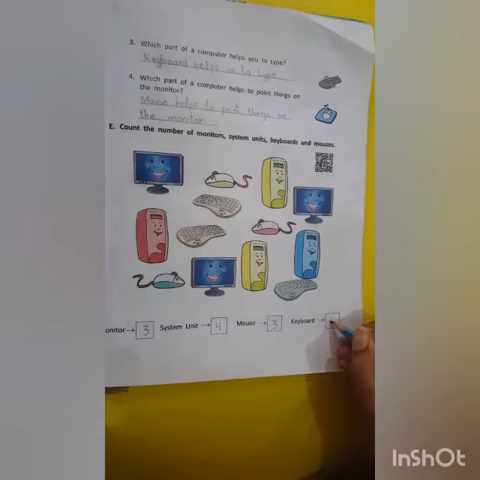 3. Which part of a computer helps you to type?
Keyboard helps us to type.
4. Which part of a computer helps to point things on
the monitor?
Mouse helps to point things on
the monitor.
E. Count the number of monitors, system units, keyboards and mouses.
onitor→ 3 System Unit → 4 Mouse → 3 Keyboard →
InShOt